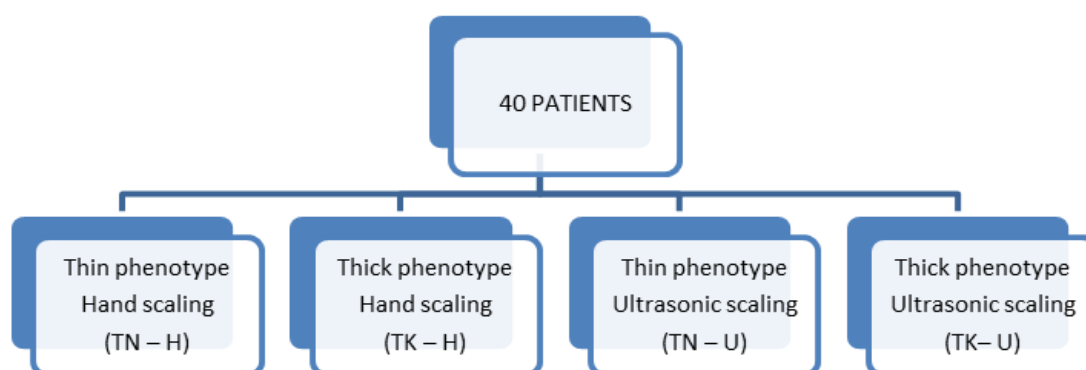 40 PATIENTS
Thin phenotype
Hand scaling
(TN – H)
Thick phenotype
Hand scaling
(TK – H)
Thin phenotype
Ultrasonic scaling
(TN – U)
Thick phenotype
Ultrasonic scaling
(TK– U)